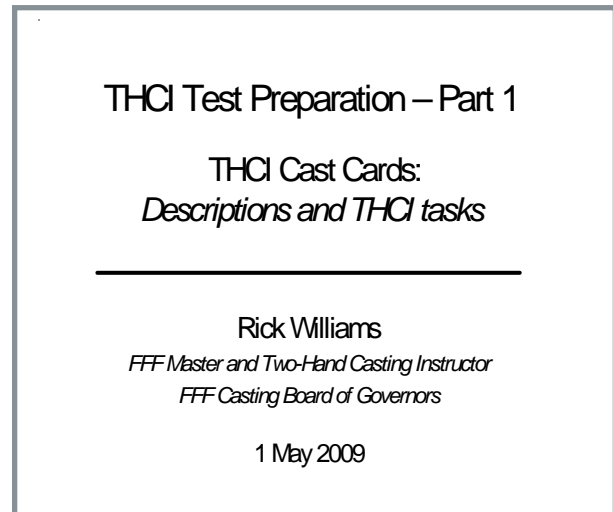 THCI Test Preparation – Part 1
THCI Cast Cards:
Descriptions and THCI tasks
Rick Williams
FFF Master and Two-Hand Casting Instructor
FFF Casting Board of Governors
1 May 2009